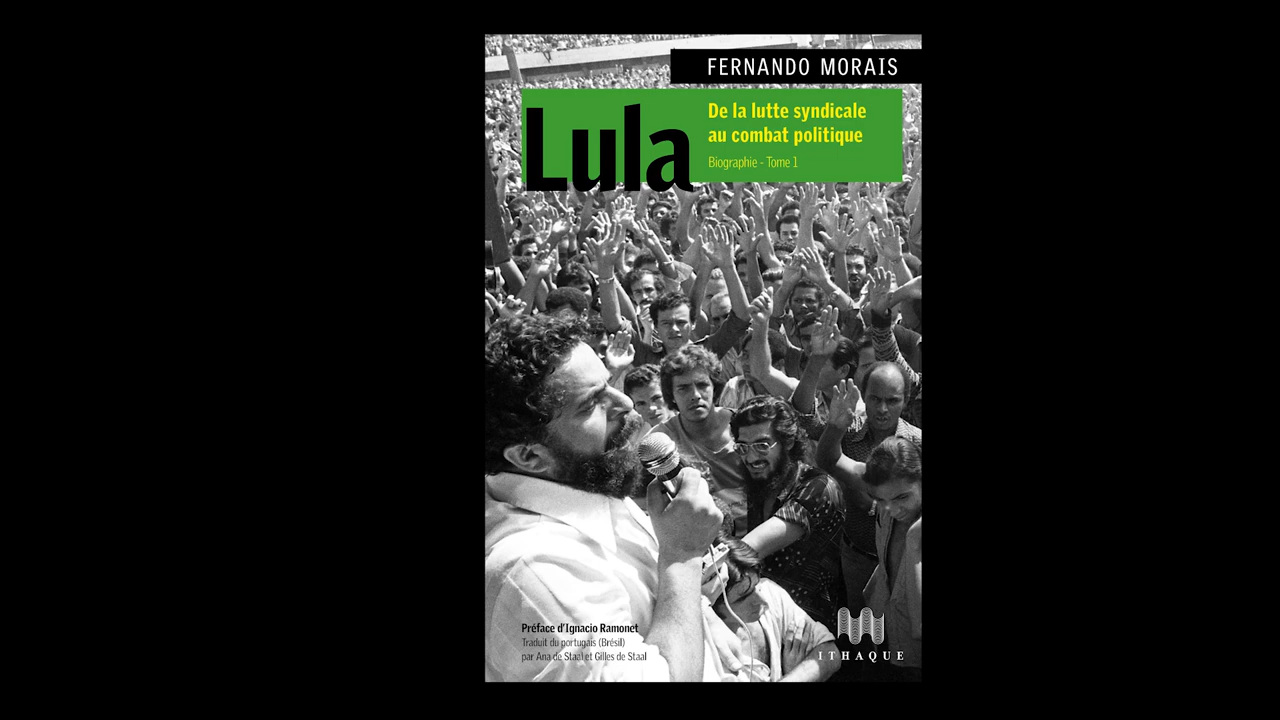 FERNANDO MORAIS
Lula
De la lutte syndicale
au combat politique
Biographie - Tome 1
Préface d'Ignacio Ramonet
Traduit du portugais (Brésil)
par Ana de Staal et Gilles de Staal
ITHAQUE